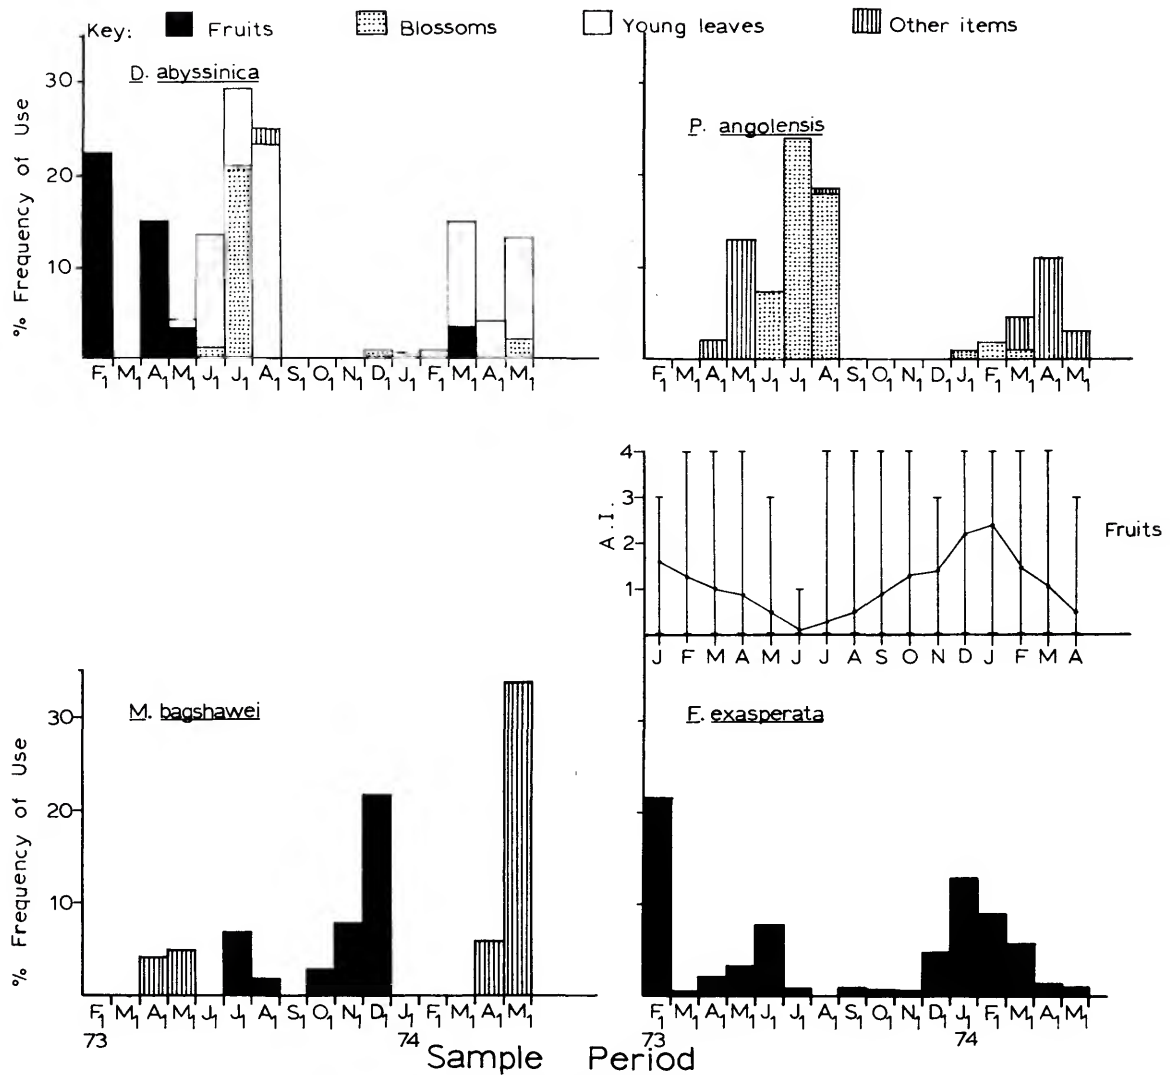 Key: Fruits Blossoms Young leaves Other items
D. abyssinica
P. angolensis
% Frequency of Use
30
20
10
F1 M1 A1 M1 J1 J1 A1 S1 O1 N1 D1 J1 F1 M1 A1 M1
F1 M1 A1 M1 J1 J1 A1 S1 O1 N1 D1 J1 F1 M1 A1 M1
A.I.
4
3
2
1
Fruits
J F M A M J J A S O N D J F M A
M. bagshawei
F. exasperata
% Frequency of Use
30
20
10
F1 M1 A1 M1 J1 J1 A1 S1 O1 N1 D1 J1 F1 M1 A1 M1
F1 M1 A1 M1 J1 J1 A1 S1 O1 N1 D1 J1 F1 M1 A1 M1
73 74
73 74
Sample Period